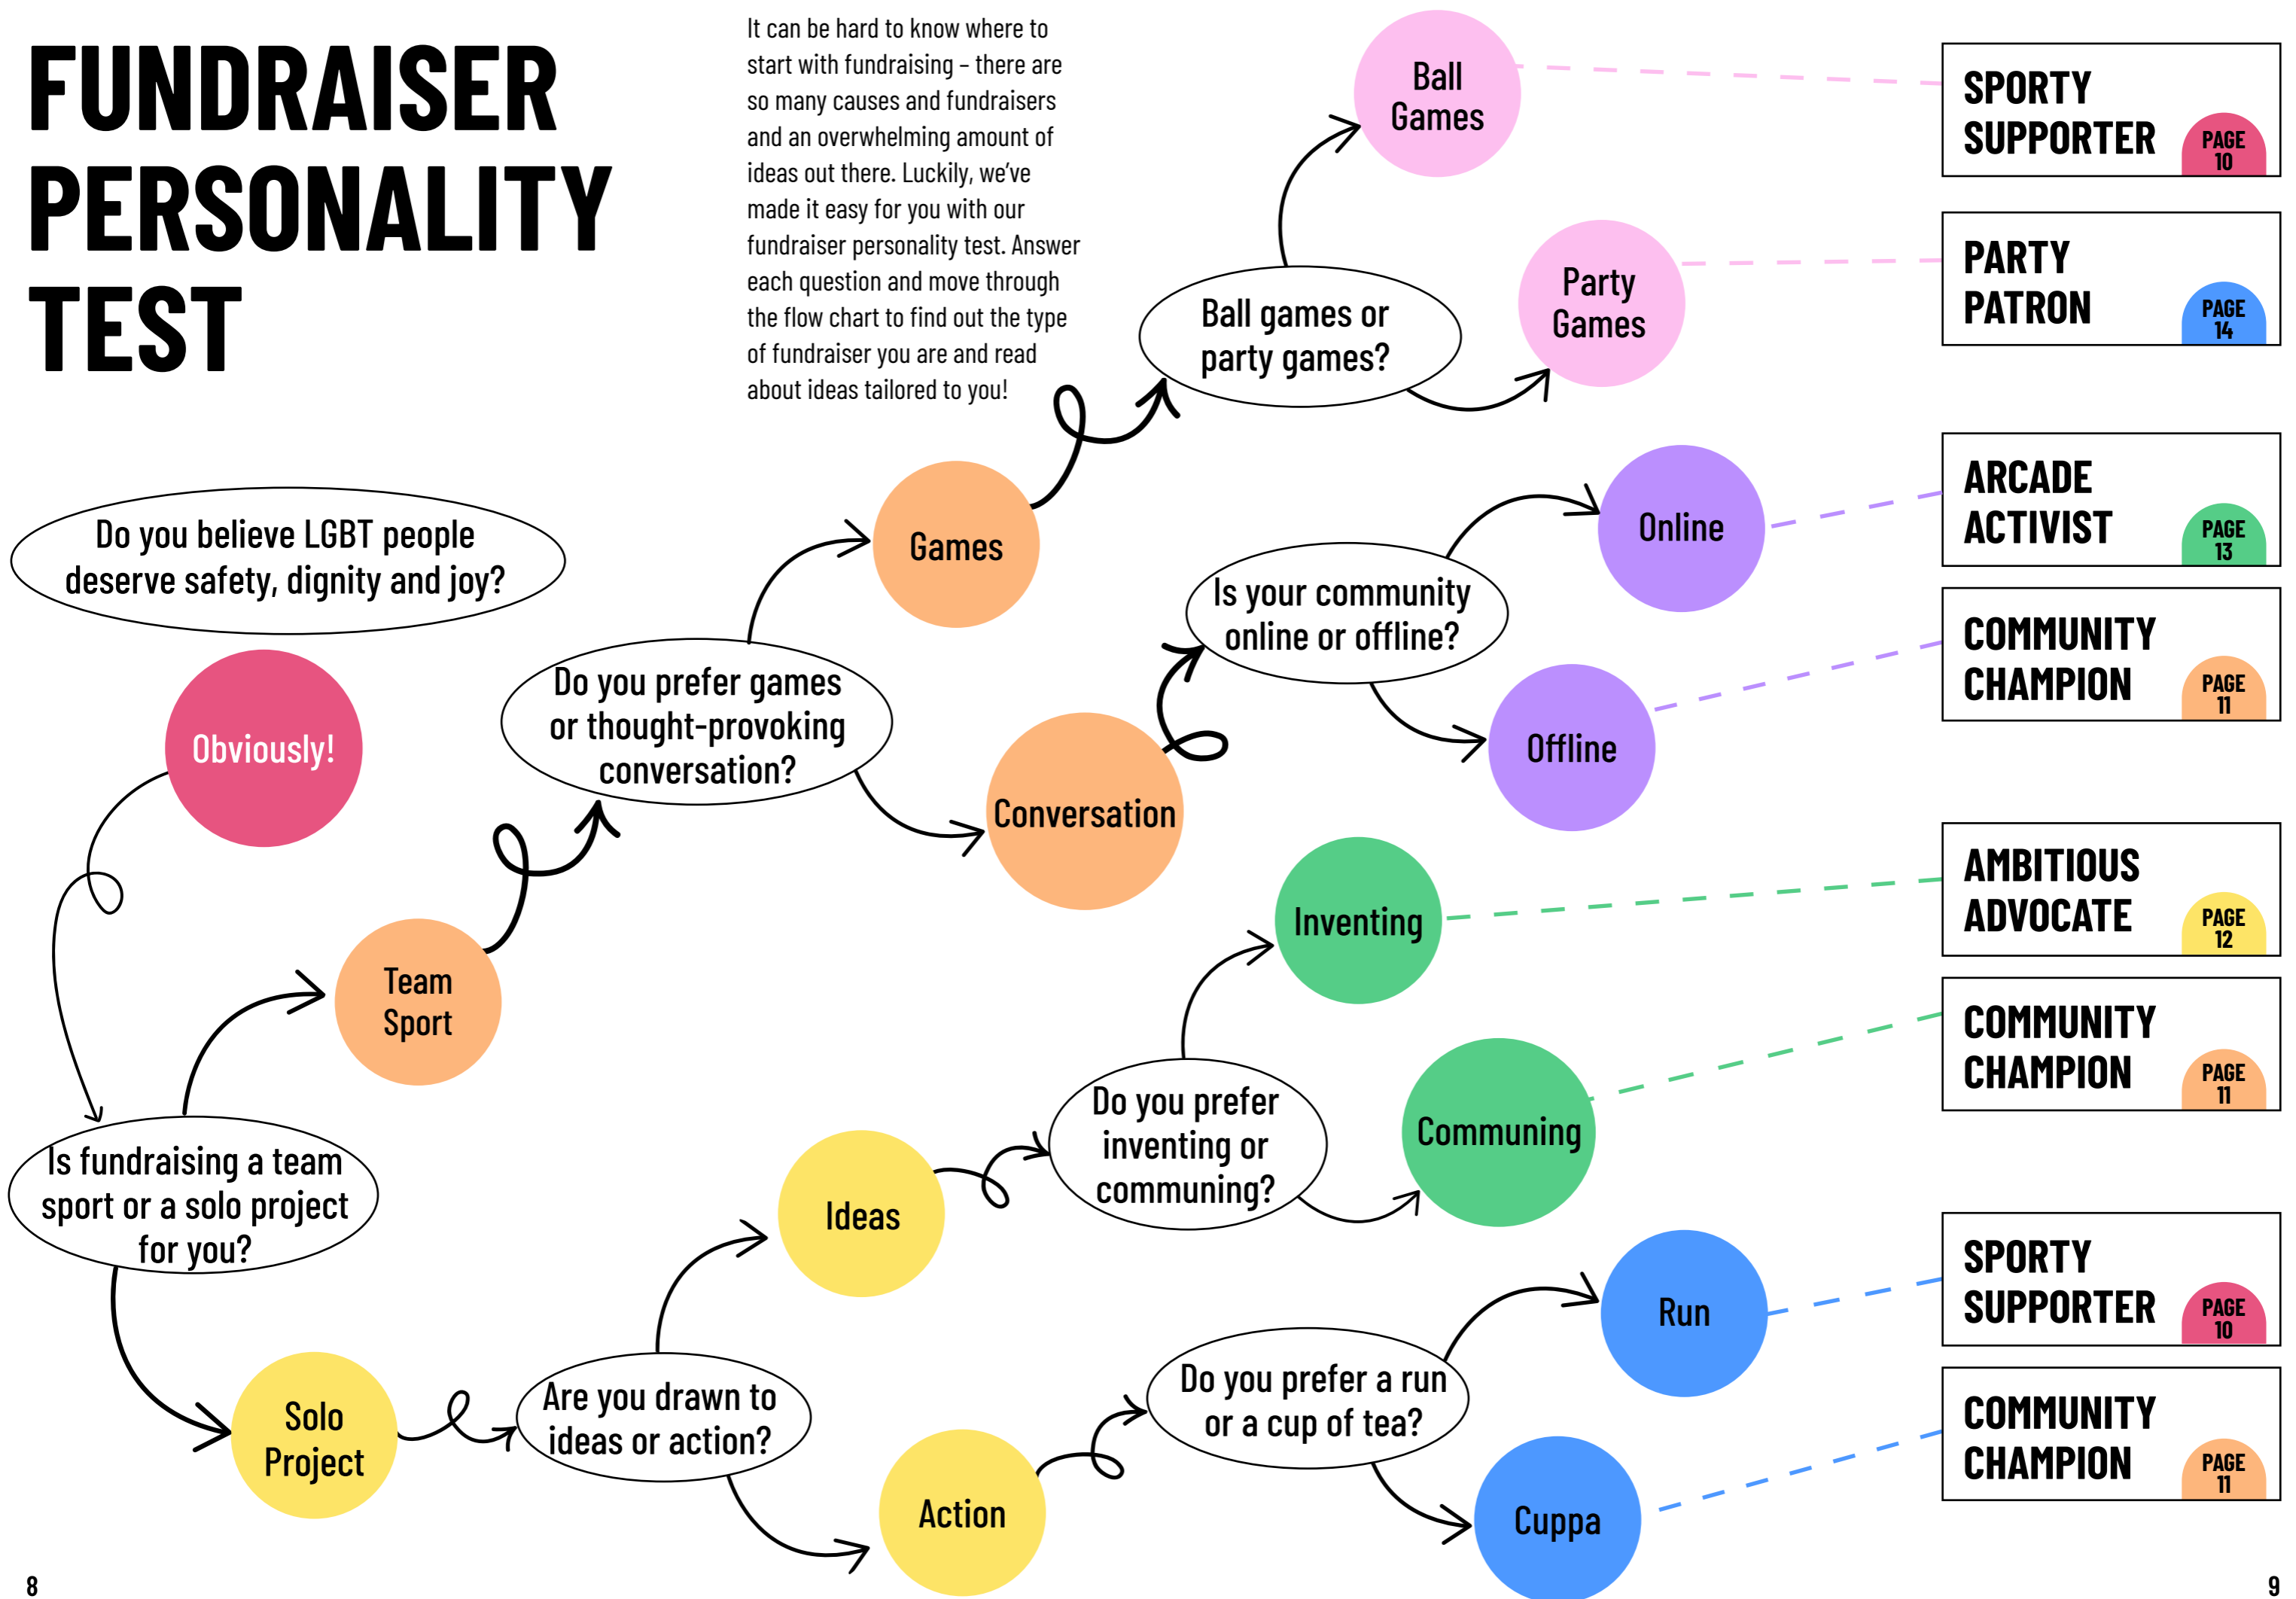 FUNDRAISER
PERSONALITY
TEST
It can be hard to know where to
start with fundraising – there are
so many causes and fundraisers
and an overwhelming amount of
ideas out there. Luckily, we’ve
made it easy for you with our
fundraiser personality test. Answer
each question and move through
the flow chart to find out the type
of fundraiser you are and read
about ideas tailored to you!
Do you believe LGBT people
deserve safety, dignity and joy?
Obviously!
Is fundraising a team
sport or a solo project
for you?
Team
Sport
Do you prefer games
or thought-provoking
conversation?
Games
Ball games or
party games?
Ball
Games
SPORTY
SUPPORTER
PAGE
10
Party
Games
PARTY
PATRON
PAGE
14
Conversation
Is your community
online or offline?
Online
ARCADE
ACTIVIST
PAGE
13
Offline
COMMUNITY
CHAMPION
PAGE
11
Solo
Project
Are you drawn to
ideas or action?
Ideas
Do you prefer
inventing or
communing?
Inventing
AMBITIOUS
ADVOCATE
PAGE
12
Communing
COMMUNITY
CHAMPION
PAGE
11
Action
Do you prefer a run
or a cup of tea?
Run
SPORTY
SUPPORTER
PAGE
10
Cuppa
COMMUNITY
CHAMPION
PAGE
11
8
9